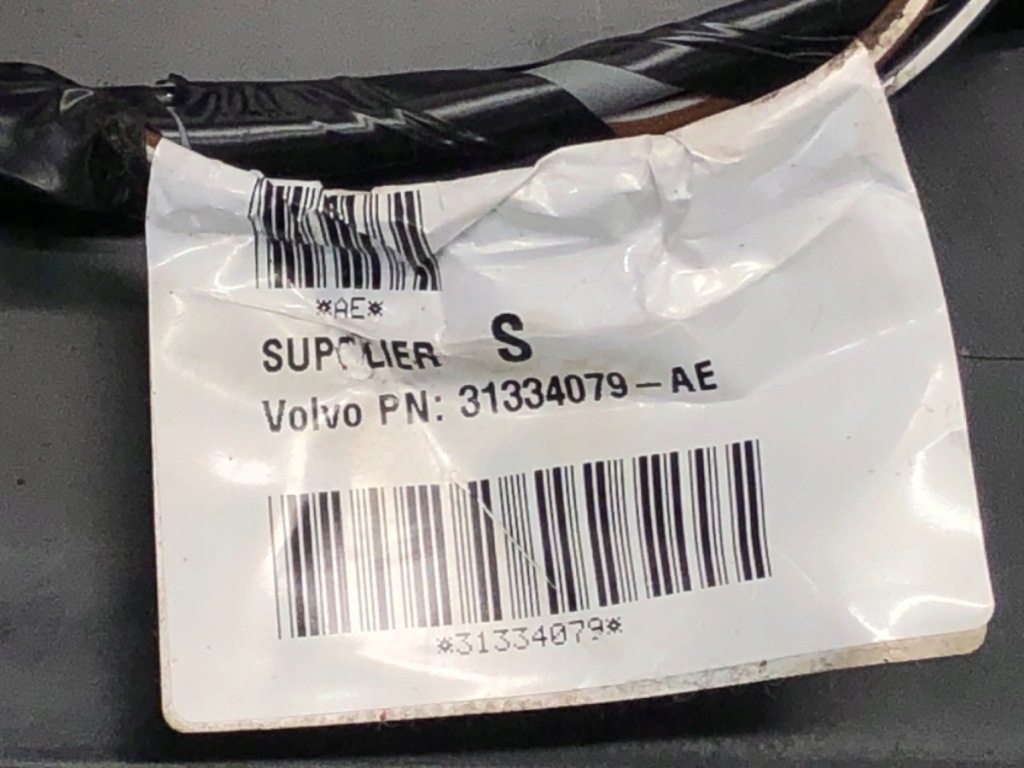 *AE*
SUPPLIER S
Volvo PN: 31334079-AE
*31334079*